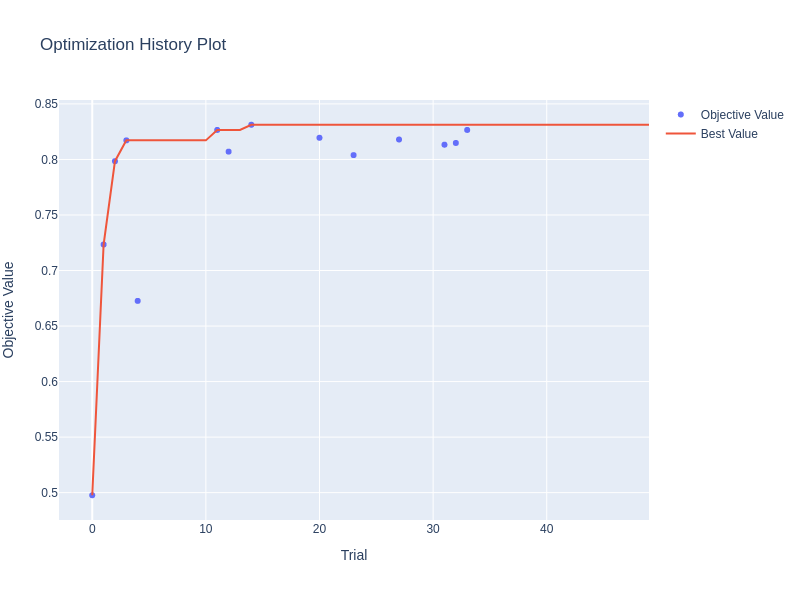 Optimization History Plot
Objective Value
Best Value
0.85
0.8
0.75
0.7
0.65
0.6
0.55
0.5
Objective Value
0 10 20 30 40
Trial